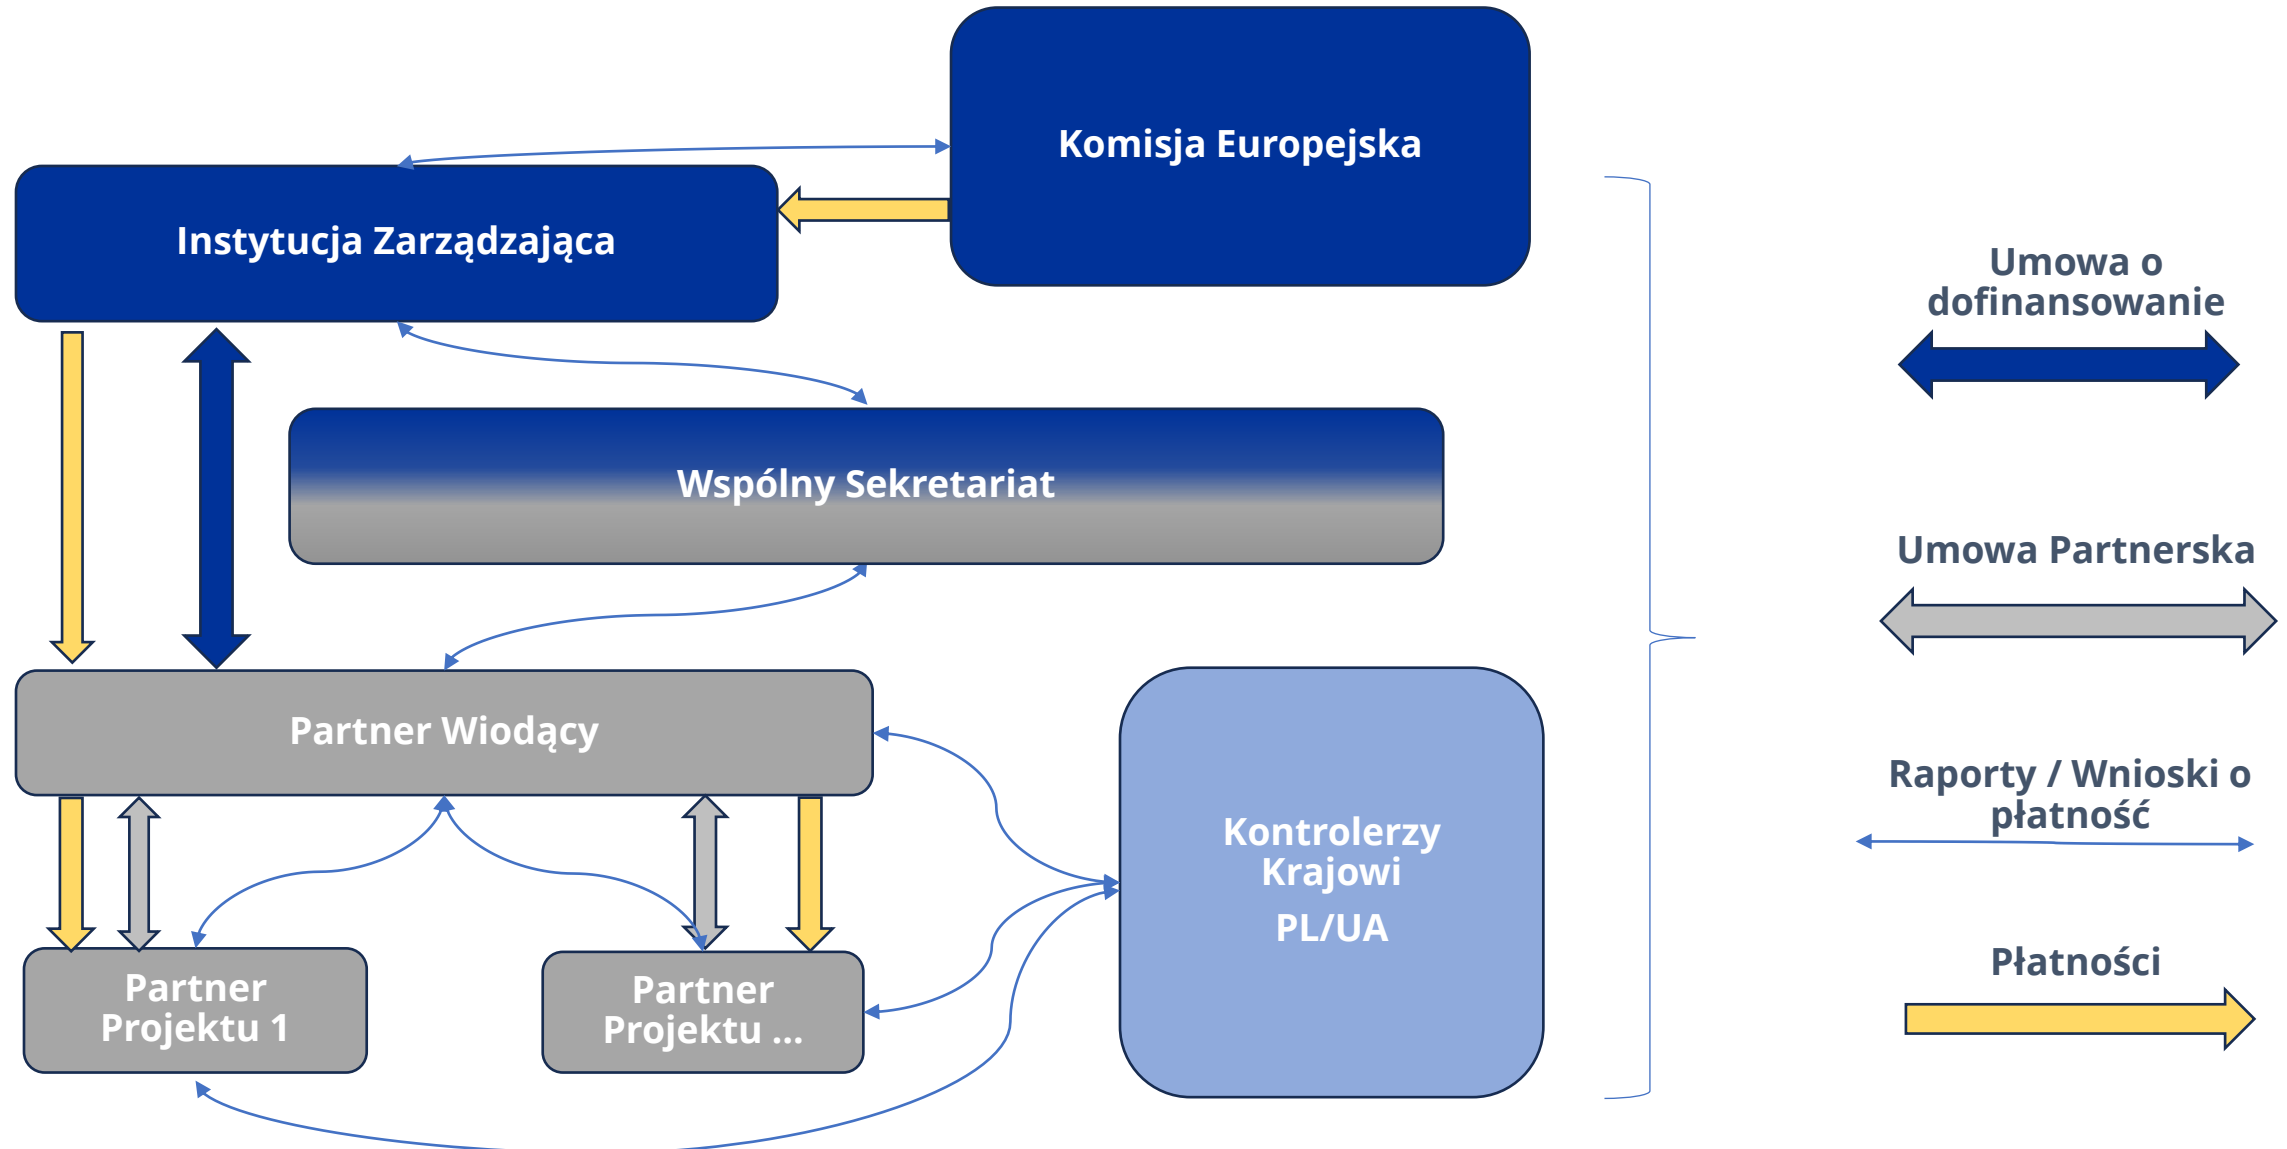 Komisja Europejska
Instytucja Zarządzająca
Wspólny Sekretariat
Partner Wiodący
Partner
Projektu 1
Partner
Projektu ...
Kontrolerzy
Krajowi
PL/UA
Umowa o
dofinansowanie
Umowa Partnerska
Raporty / Wnioski o
płatność
Płatności